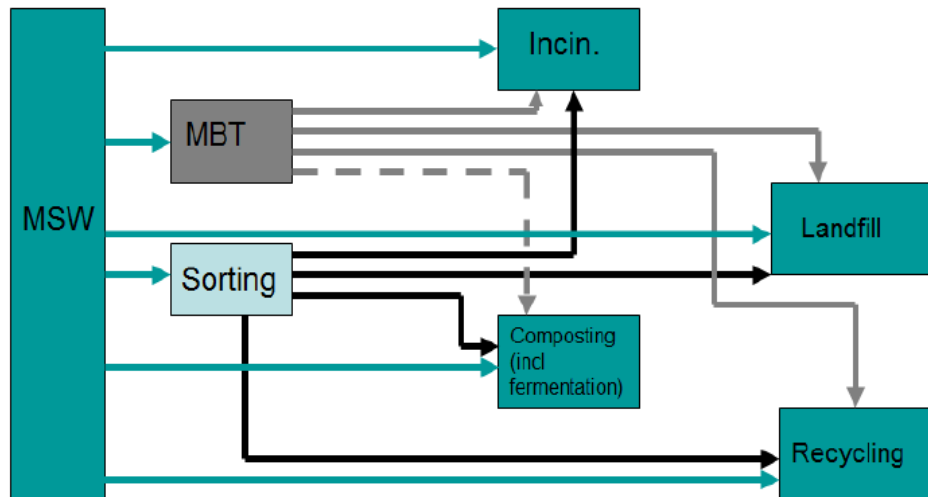 Incin.
MBT
MSW
Landfill
Sorting
Composting
(incl
fermentation)
Recycling